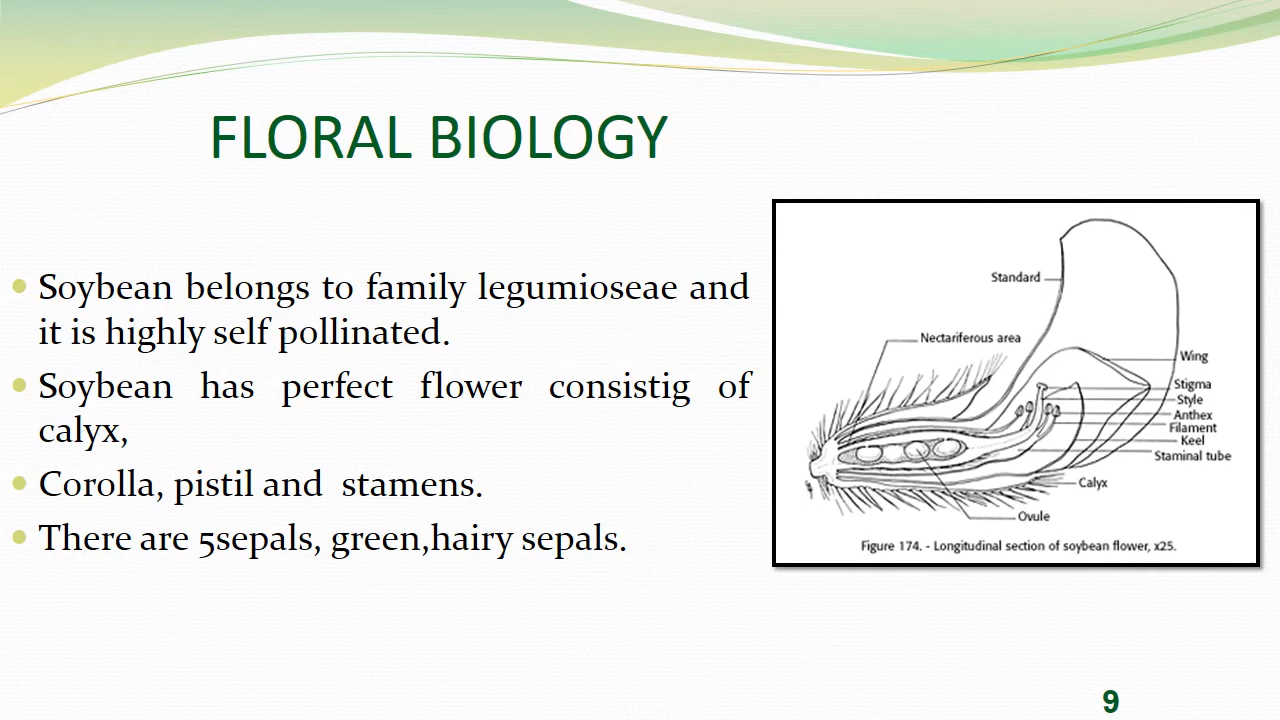 FLORAL BIOLOGY
Soybean belongs to family legumioseae and
it is highly self pollinated.
Soybean has perfect flower consistig of
calyx,
Corolla, pistil and stamens.
There are 5sepals, green,hairy sepals.
Standard
Nectariferous area
Wing
Stigma
Style
Anthex
Filament
Keel
Staminal tube
Calyx
Ovule
Figure 174. - Longitudinal section of soybean flower, x25.
9